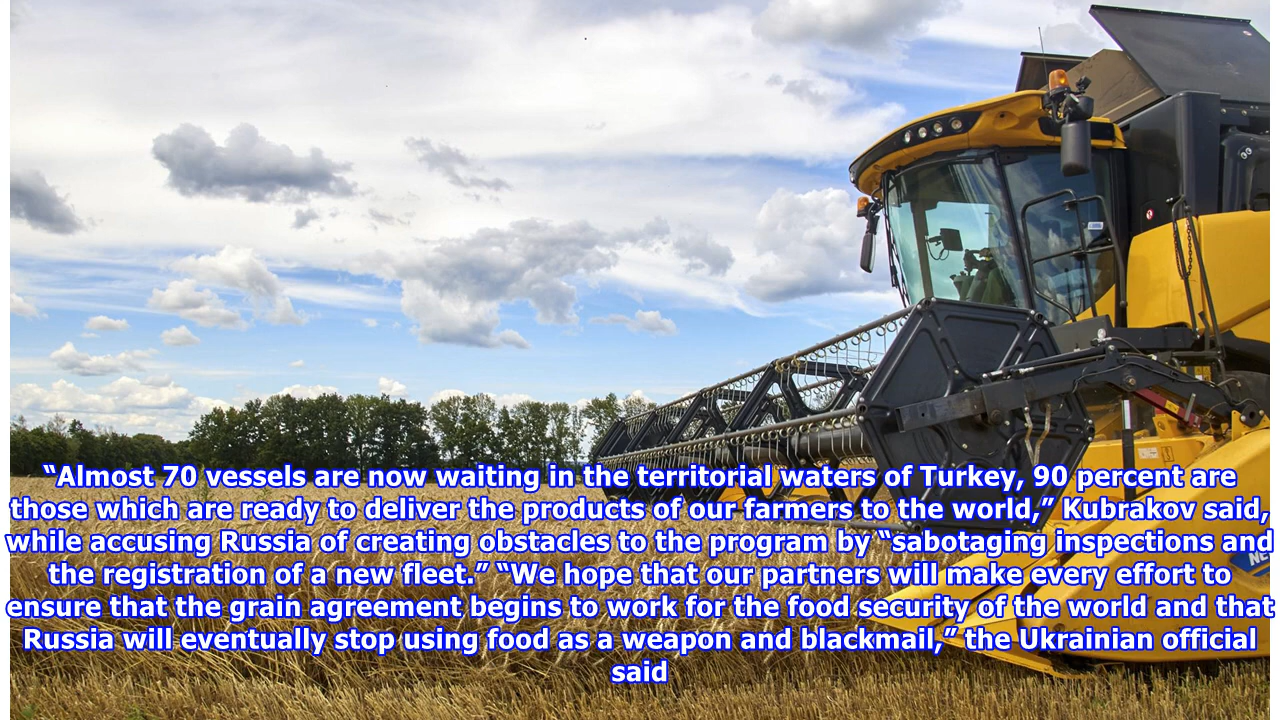 “Almost 70 vessels are now waiting in the territorial waters of Turkey, 90 percent are
those which are ready to deliver the products of our farmers to the world,” Kubrakov said,
while accusing Russia of creating obstacles to the program by “sabotaging inspections and
the registration of a new fleet.” “We hope that our partners will make every effort to
ensure that the grain agreement begins to work for the food security of the world and that
Russia will eventually stop using food as a weapon and blackmail,” the Ukrainian official
said